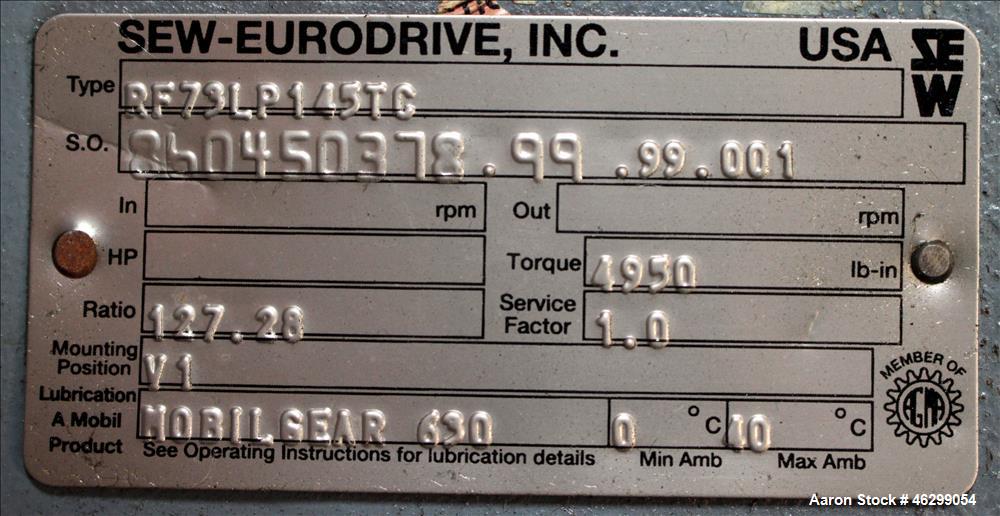 SEW-EURODRIVE, INC. USA SEW
Type RF73LP145TC
S.O. 860450378.99.99.001
In rpm Out rpm
HP Torque 4950 lb-in
Ratio 127.28 Service Factor 1.0
Mounting Position V1
Lubrication A Mobil Product MOBILGEAR 630 0 °C 40 °C
See Operating Instructions for lubrication details Min Amb Max Amb
MEMBER OF AGMA
Aaron Stock # 46299054